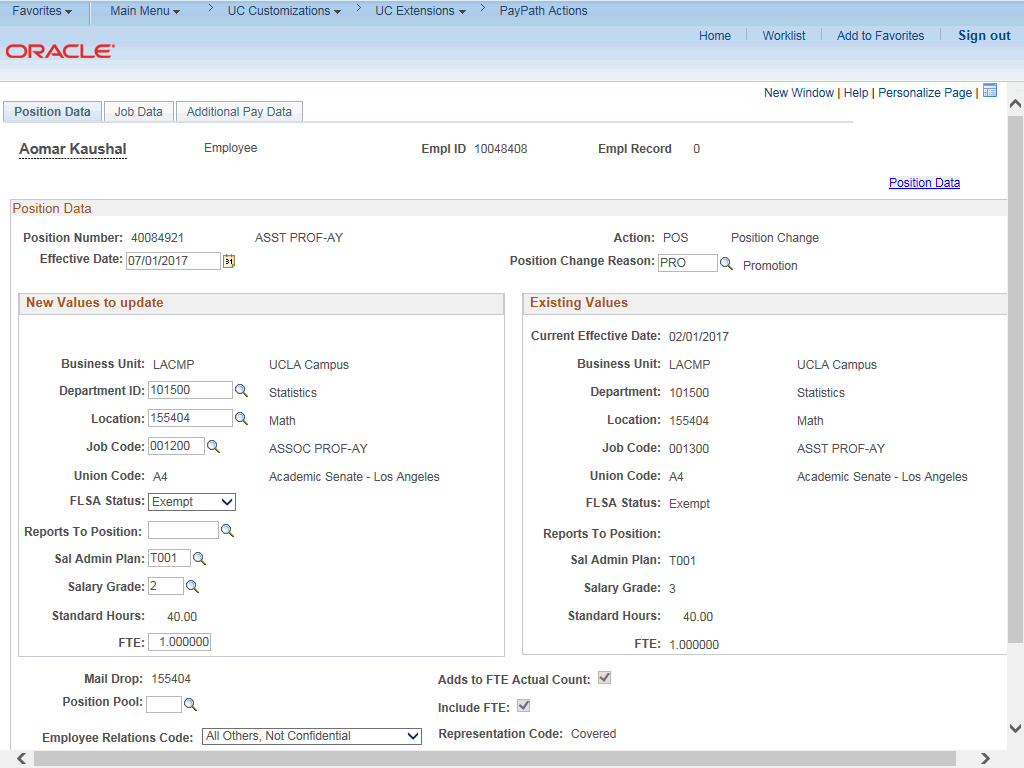 Favorites Main Menu > UC Customizations > UC Extensions > PayPath Actions
Home Worklist Add to Favorites Sign out
ORACLE
New Window | Help | Personalize Page |
Position Data Job Data Additional Pay Data
Aomar Kaushal Employee Empl ID 10048408 Empl Record 0
Position Data
Position Data
Position Number: 40084921 ASST PROF-AY Action: POS Position Change
Effective Date: 07/01/2017 31 Position Change Reason: PRO Promotion
New Values to update
Business Unit: LACMP UCLA Campus
Department ID: 101500 Statistics
Location: 155404 Math
Job Code: 001200 ASSOC PROF-AY
Union Code: A4 Academic Senate - Los Angeles
FLSA Status: Exempt
Reports To Position:
Sal Admin Plan: T001
Salary Grade: 2
Standard Hours: 40.00
FTE: 1.000000
Existing Values
Current Effective Date: 02/01/2017
Business Unit: LACMP UCLA Campus
Department: 101500 Statistics
Location: 155404 Math
Job Code: 001300 ASST PROF-AY
Union Code: A4 Academic Senate - Los Angeles
FLSA Status: Exempt
Reports To Position:
Sal Admin Plan: T001
Salary Grade: 3
Standard Hours: 40.00
FTE: 1.000000
Mail Drop: 155404 Adds to FTE Actual Count:
Position Pool: Include FTE:
Employee Relations Code: All Others, Not Confidential Representation Code: Covered